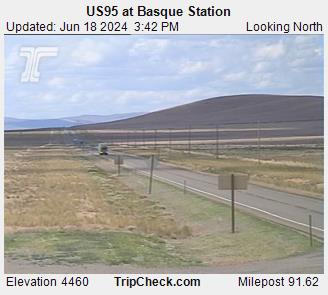 US95 at Basque Station
Updated: Jun 18 2024 3:42 PM Looking North
Elevation 4460 TripCheck.com Milepost 91.62